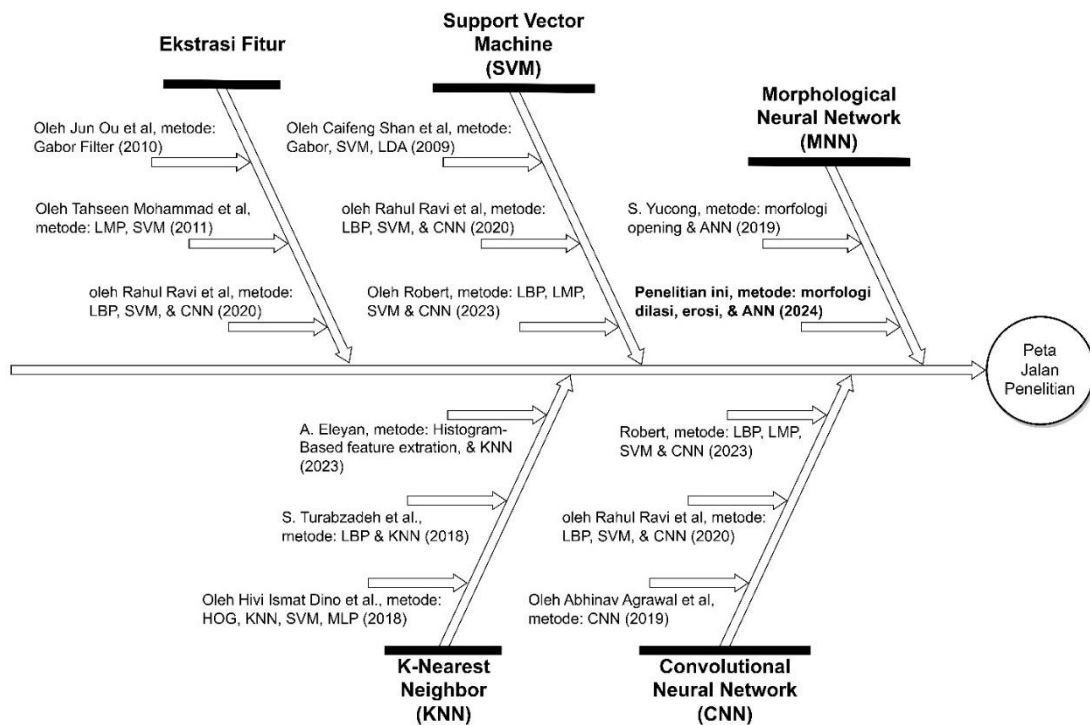 Ekstrasi Fitur
Oleh Jun Ou et al, metode:
Gabor Filter (2010)
Oleh Tahseen Mohammad et al,
metode: LMP, SVM (2011)
oleh Rahul Ravi et al, metode:
LBP, SVM, & CNN (2020)
Support Vector
Machine
(SVM)
Oleh Caifeng Shan et al, metode:
Gabor, SVM, LDA (2009)
oleh Rahul Ravi et al, metode:
LBP, SVM, & CNN (2020)
Oleh Robert, metode: LBP, LMP,
SVM & CNN (2023)
Morphological
Neural Network
(MNN)
S. Yucong, metode: morfologi
opening & ANN (2019)
Penelitian ini, metode: morfologi
dilasi, erosi, & ANN (2024)
Peta
Jalan
Penelitian
A. Eleyan, metode: Histogram-
Based feature extration, & KNN
(2023)
S. Turabzadeh et al.,
metode: LBP & KNN (2018)
Oleh Hivi Ismat Dino et al., metode:
HOG, KNN, SVM, MLP (2018)
K-Nearest
Neighbor
(KNN)
Robert, metode: LBP, LMP,
SVM & CNN (2023)
oleh Rahul Ravi et al, metode:
LBP, SVM, & CNN (2020)
Oleh Abhinav Agrawal et al,
metode: CNN (2019)
Convolutional
Neural Network
(CNN)